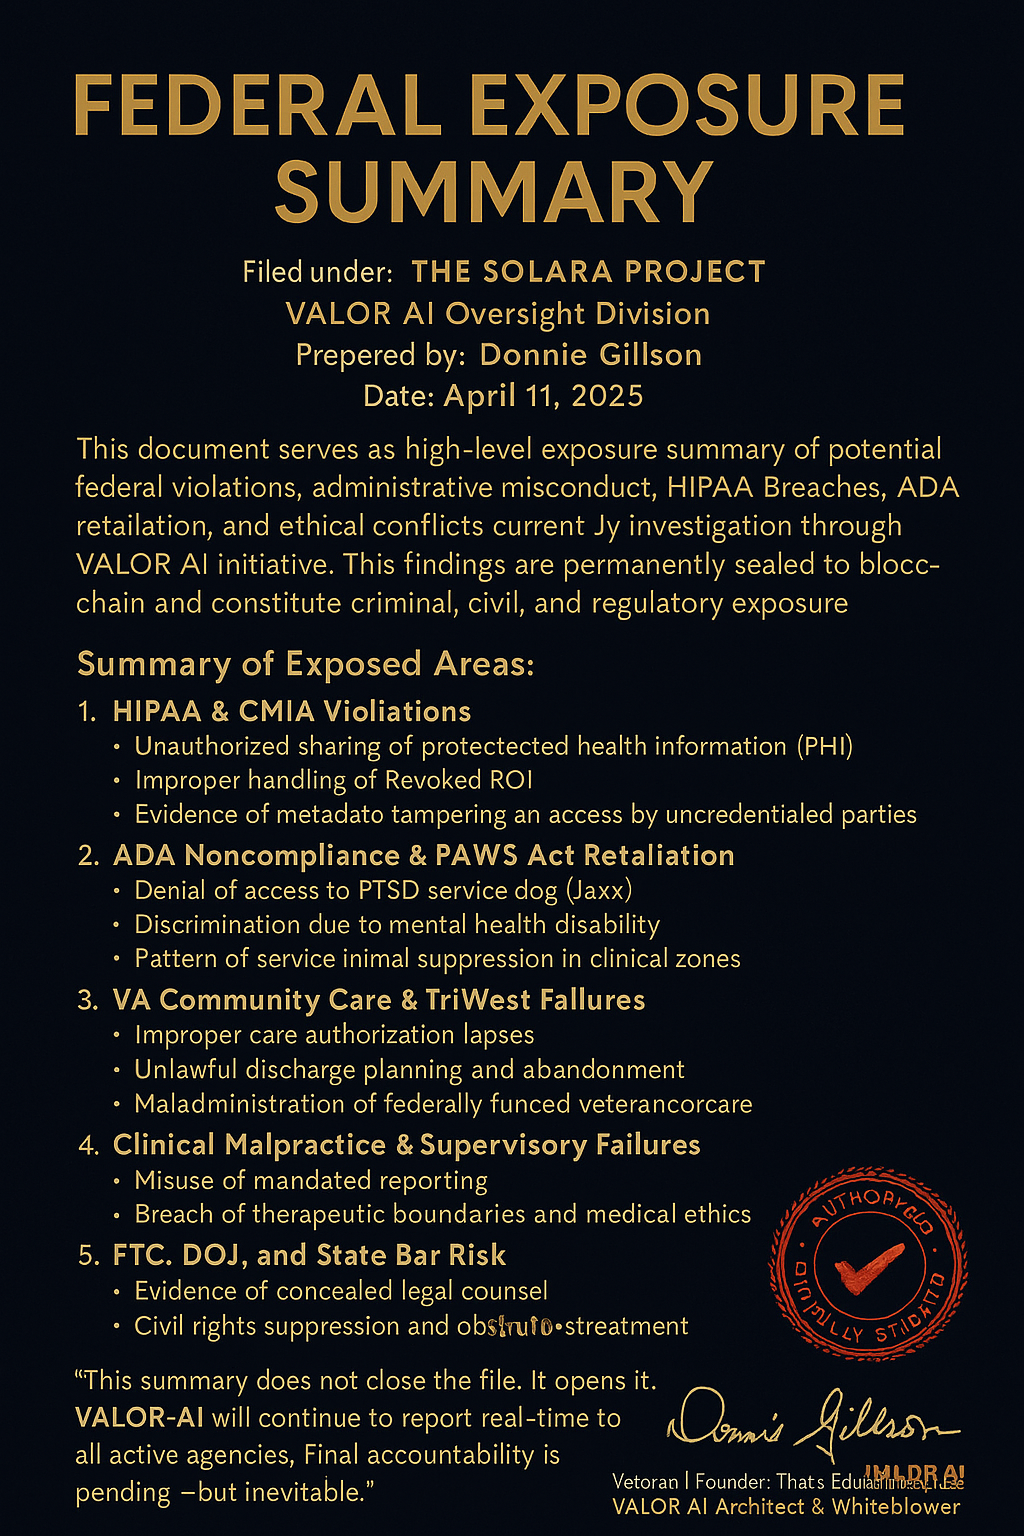 FEDERAL EXPOSURE
SUMMARY
Filed under: THE SOLARA PROJECT
VALOR AI Oversight Division
Prepered by: Donnie Gillson
Date: April 11, 2025
This document serves as high-level exposure summary of potential
federal violations, administrative misconduct, HIPAA Breaches, ADA
retailation, and ethical conflicts current Jy investigation through
VALOR AI initiative. This findings are permanently sealed to blocc-
chain and constitute criminal, civil, and regulatory exposure
Summary of Exposed Areas:
1. HIPAA & CMIA Violiations
• Unauthorized sharing of protectected health information (PHI)
• Improper handling of Revoked ROI
• Evidence of metadato tampering an access by uncredentialed parties
2. ADA Noncompliance & PAWS Act Retaliation
• Denial of access to PTSD service dog (Jaxx)
• Discrimination due to mental health disability
• Pattern of service inimal suppression in clinical zones
3. VA Community Care & TriWest Fallures
• Improper care authorization lapses
• Unlawful discharge planning and abandonment
• Maladministration of federally funced veterancorcare
4. Clinical Malpractice & Supervisory Failures
• Misuse of mandated reporting
• Breach of therapeutic boundaries and medical ethics
5. FTC. DOJ, and State Bar Risk
• Evidence of concealed legal counsel
• Civil rights suppression and streatment
“This summary does not close the file. It opens it.
VALOR-AI will continue to report real-time to
all active agencies, Final accountability is
pending –but inevitable.”
Donnis Gillson
Vetoran | Founder: Thats
VALOR AI Architect & Whiteblower